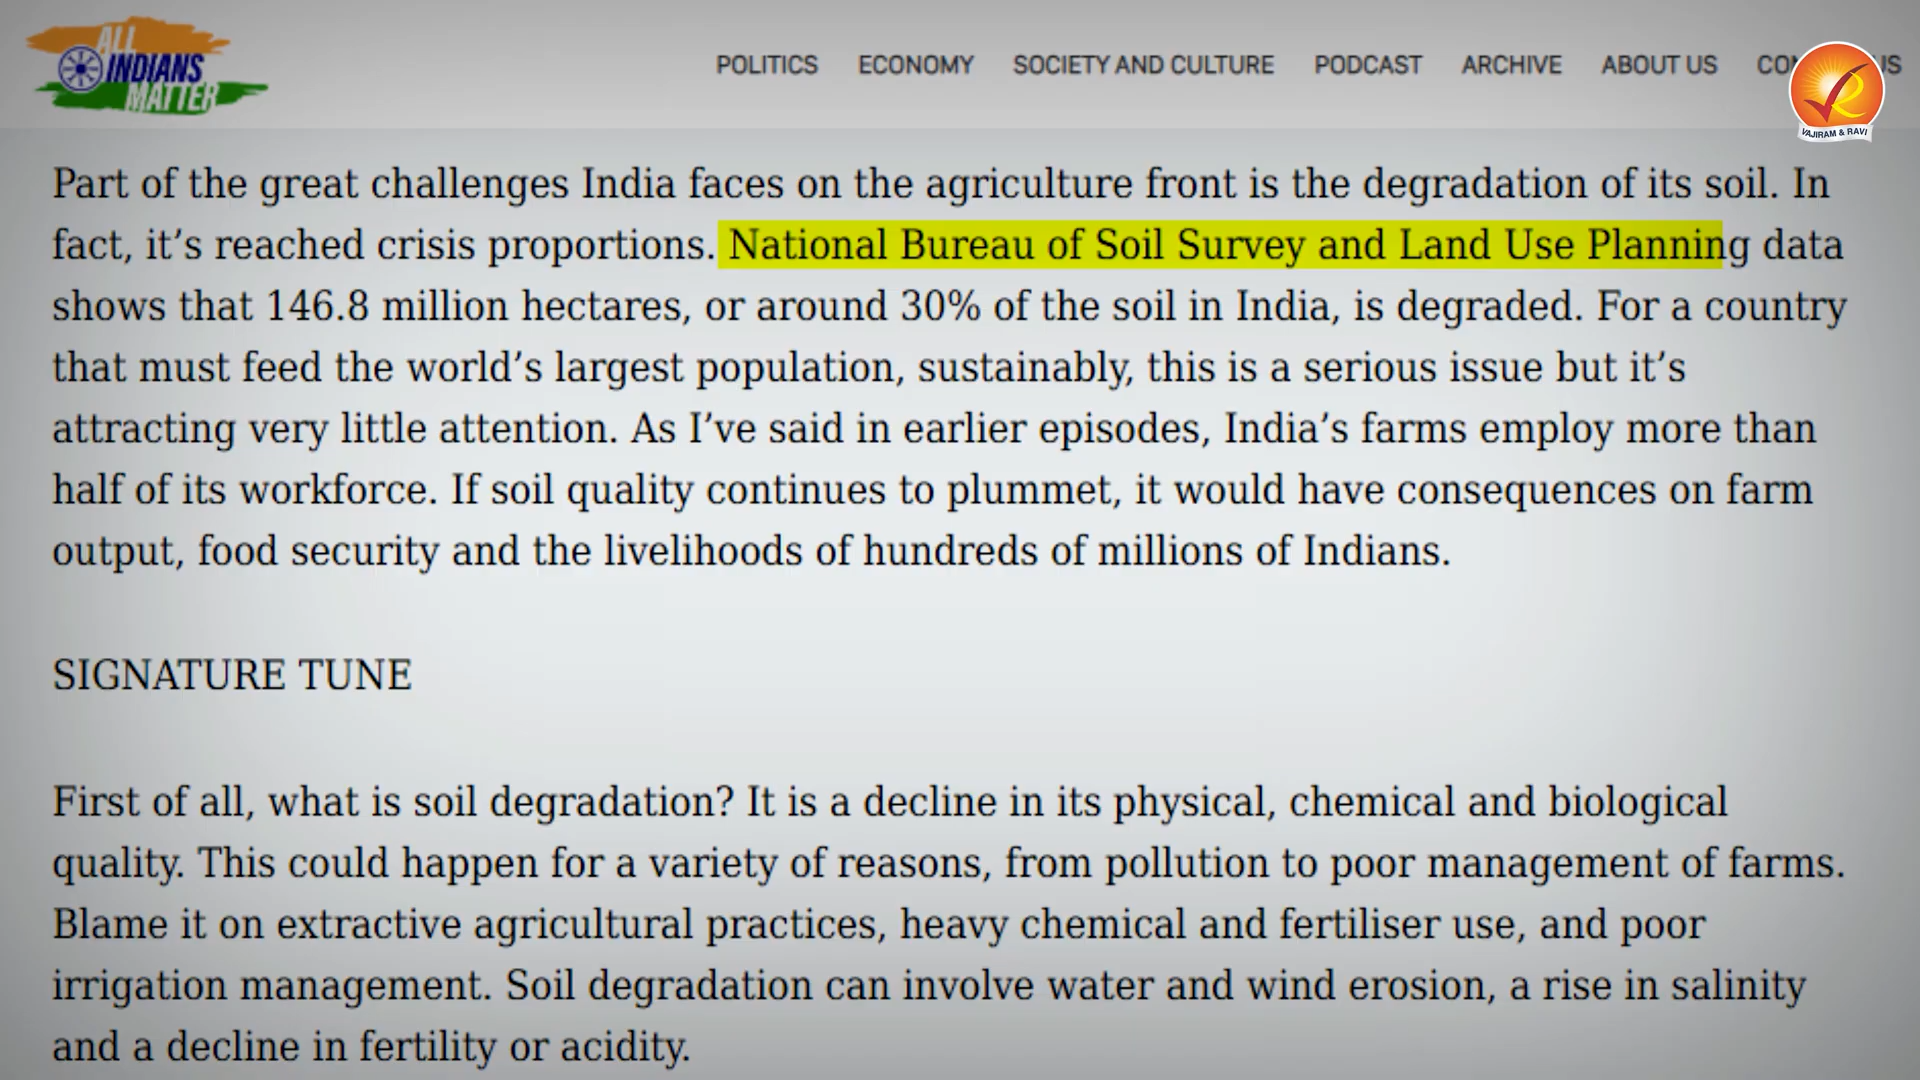 ALL
INDIANS
MATTER
POLITICS ECONOMY SOCIETY AND CULTURE PODCAST ARCHIVE ABOUT US
VAJIRAM & RAVI
Part of the great challenges India faces on the agriculture front is the degradation of its soil. In
fact, it’s reached crisis proportions. National Bureau of Soil Survey and Land Use Planning data
shows that 146.8 million hectares, or around 30% of the soil in India, is degraded. For a country
that must feed the world’s largest population, sustainably, this is a serious issue but it’s
attracting very little attention. As I’ve said in earlier episodes, India’s farms employ more than
half of its workforce. If soil quality continues to plummet, it would have consequences on farm
output, food security and the livelihoods of hundreds of millions of Indians.
SIGNATURE TUNE
First of all, what is soil degradation? It is a decline in its physical, chemical and biological
quality. This could happen for a variety of reasons, from pollution to poor management of farms.
Blame it on extractive agricultural practices, heavy chemical and fertiliser use, and poor
irrigation management. Soil degradation can involve water and wind erosion, a rise in salinity
and a decline in fertility or acidity.